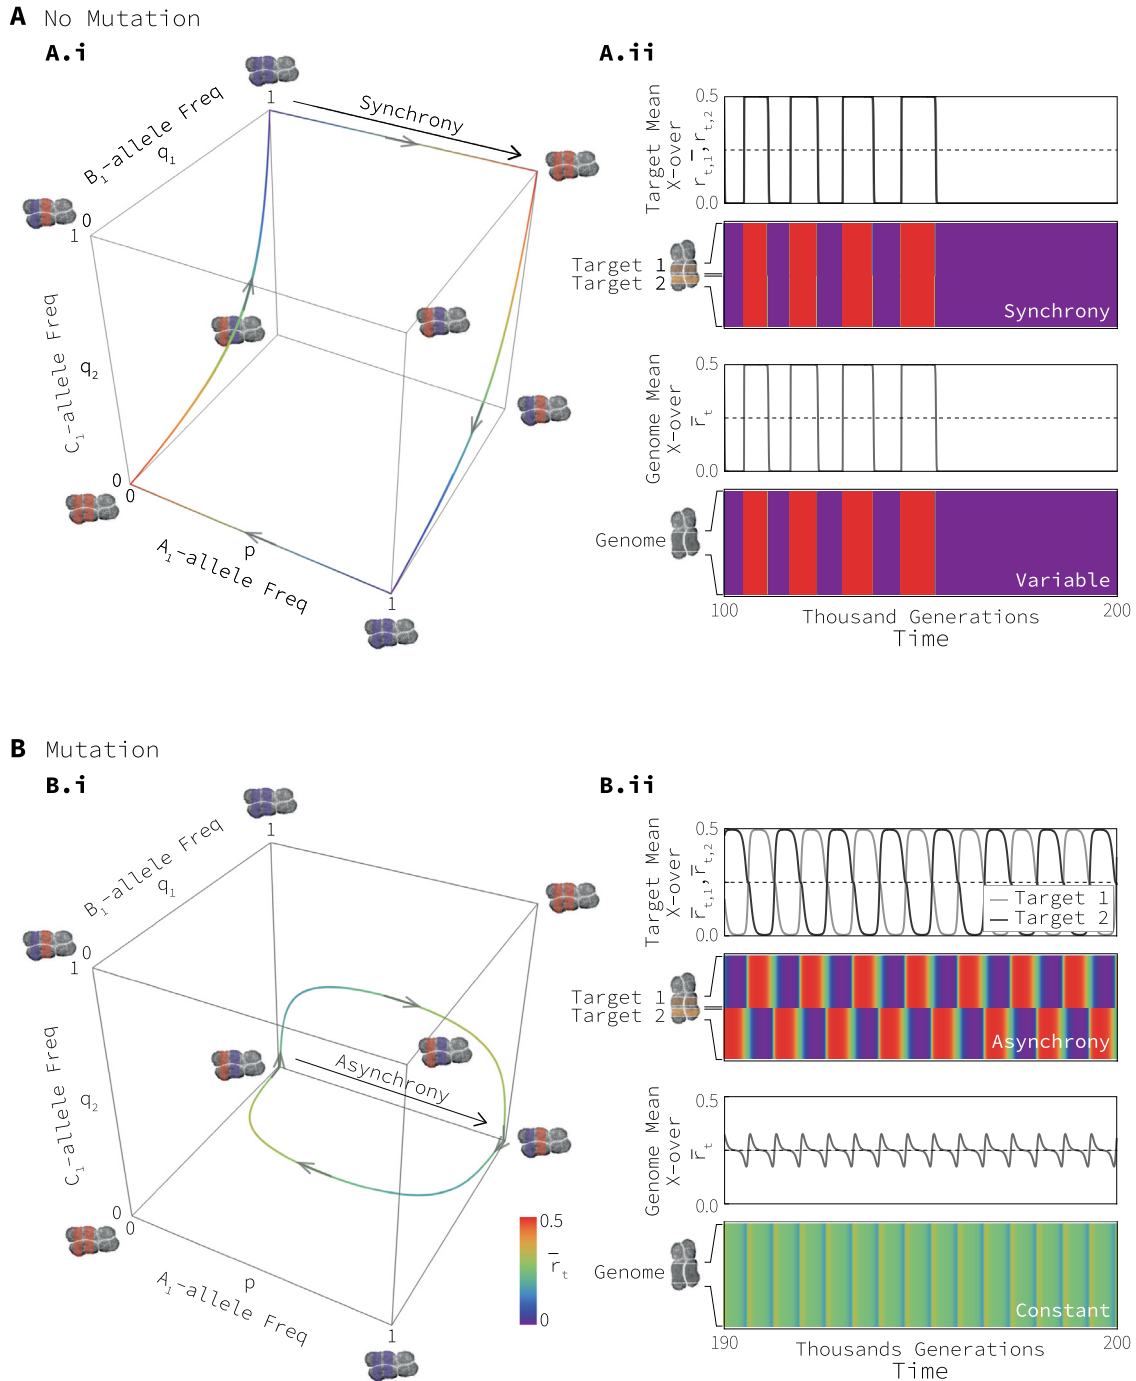 A No Mutation
A.i
B₁-allele Freq
q₁
1
Synchrony
0
1
C₁-allele Freq
q₂
0
0
p
A₁-allele Freq
1
A.ii
Target Mean
X-over
r̄t,1, r̄t,2
0.5
0.0
Target 1
Target 2
Synchrony
Genome Mean
X-over
r̄t
0.5
0.0
Genome
Variable
100
200
Thousand Generations
Time
B Mutation
B.i
B₁-allele Freq
q₁
1
0
1
C₁-allele Freq
q₂
Asynchrony
0
0
p
A₁-allele Freq
1
0.5
r̄t
0
B.ii
Target Mean
X-over
r̄t,1, r̄t,2
0.5
0.0
Target 1
Target 2
Target 1
Target 2
Asynchrony
Genome Mean
X-over
r̄t
0.5
0.0
Genome
Constant
190
200
Thousands Generations
Time